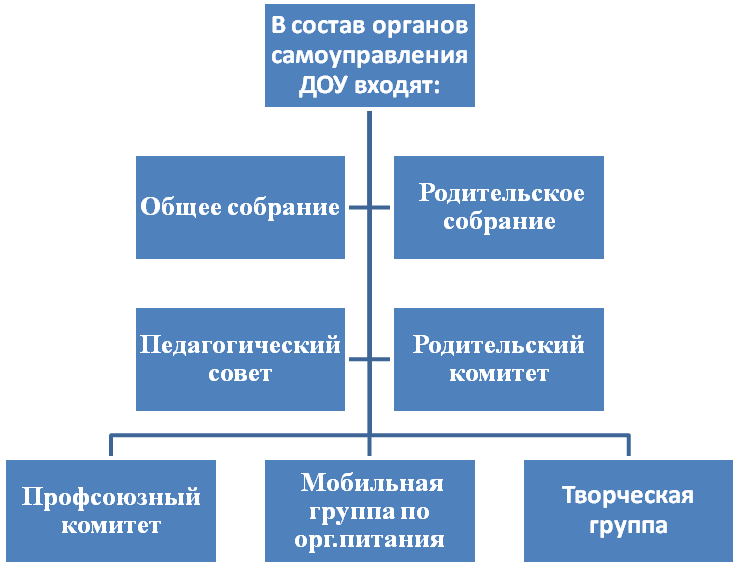 В состав органов
самоуправления
ДОУ входят:
Общее собрание
Родительское
собрание
Педагогический
совет
Родительский
комитет
Профсоюзный
комитет
Мобильная
группа по
орг.питания
Творческая
группа